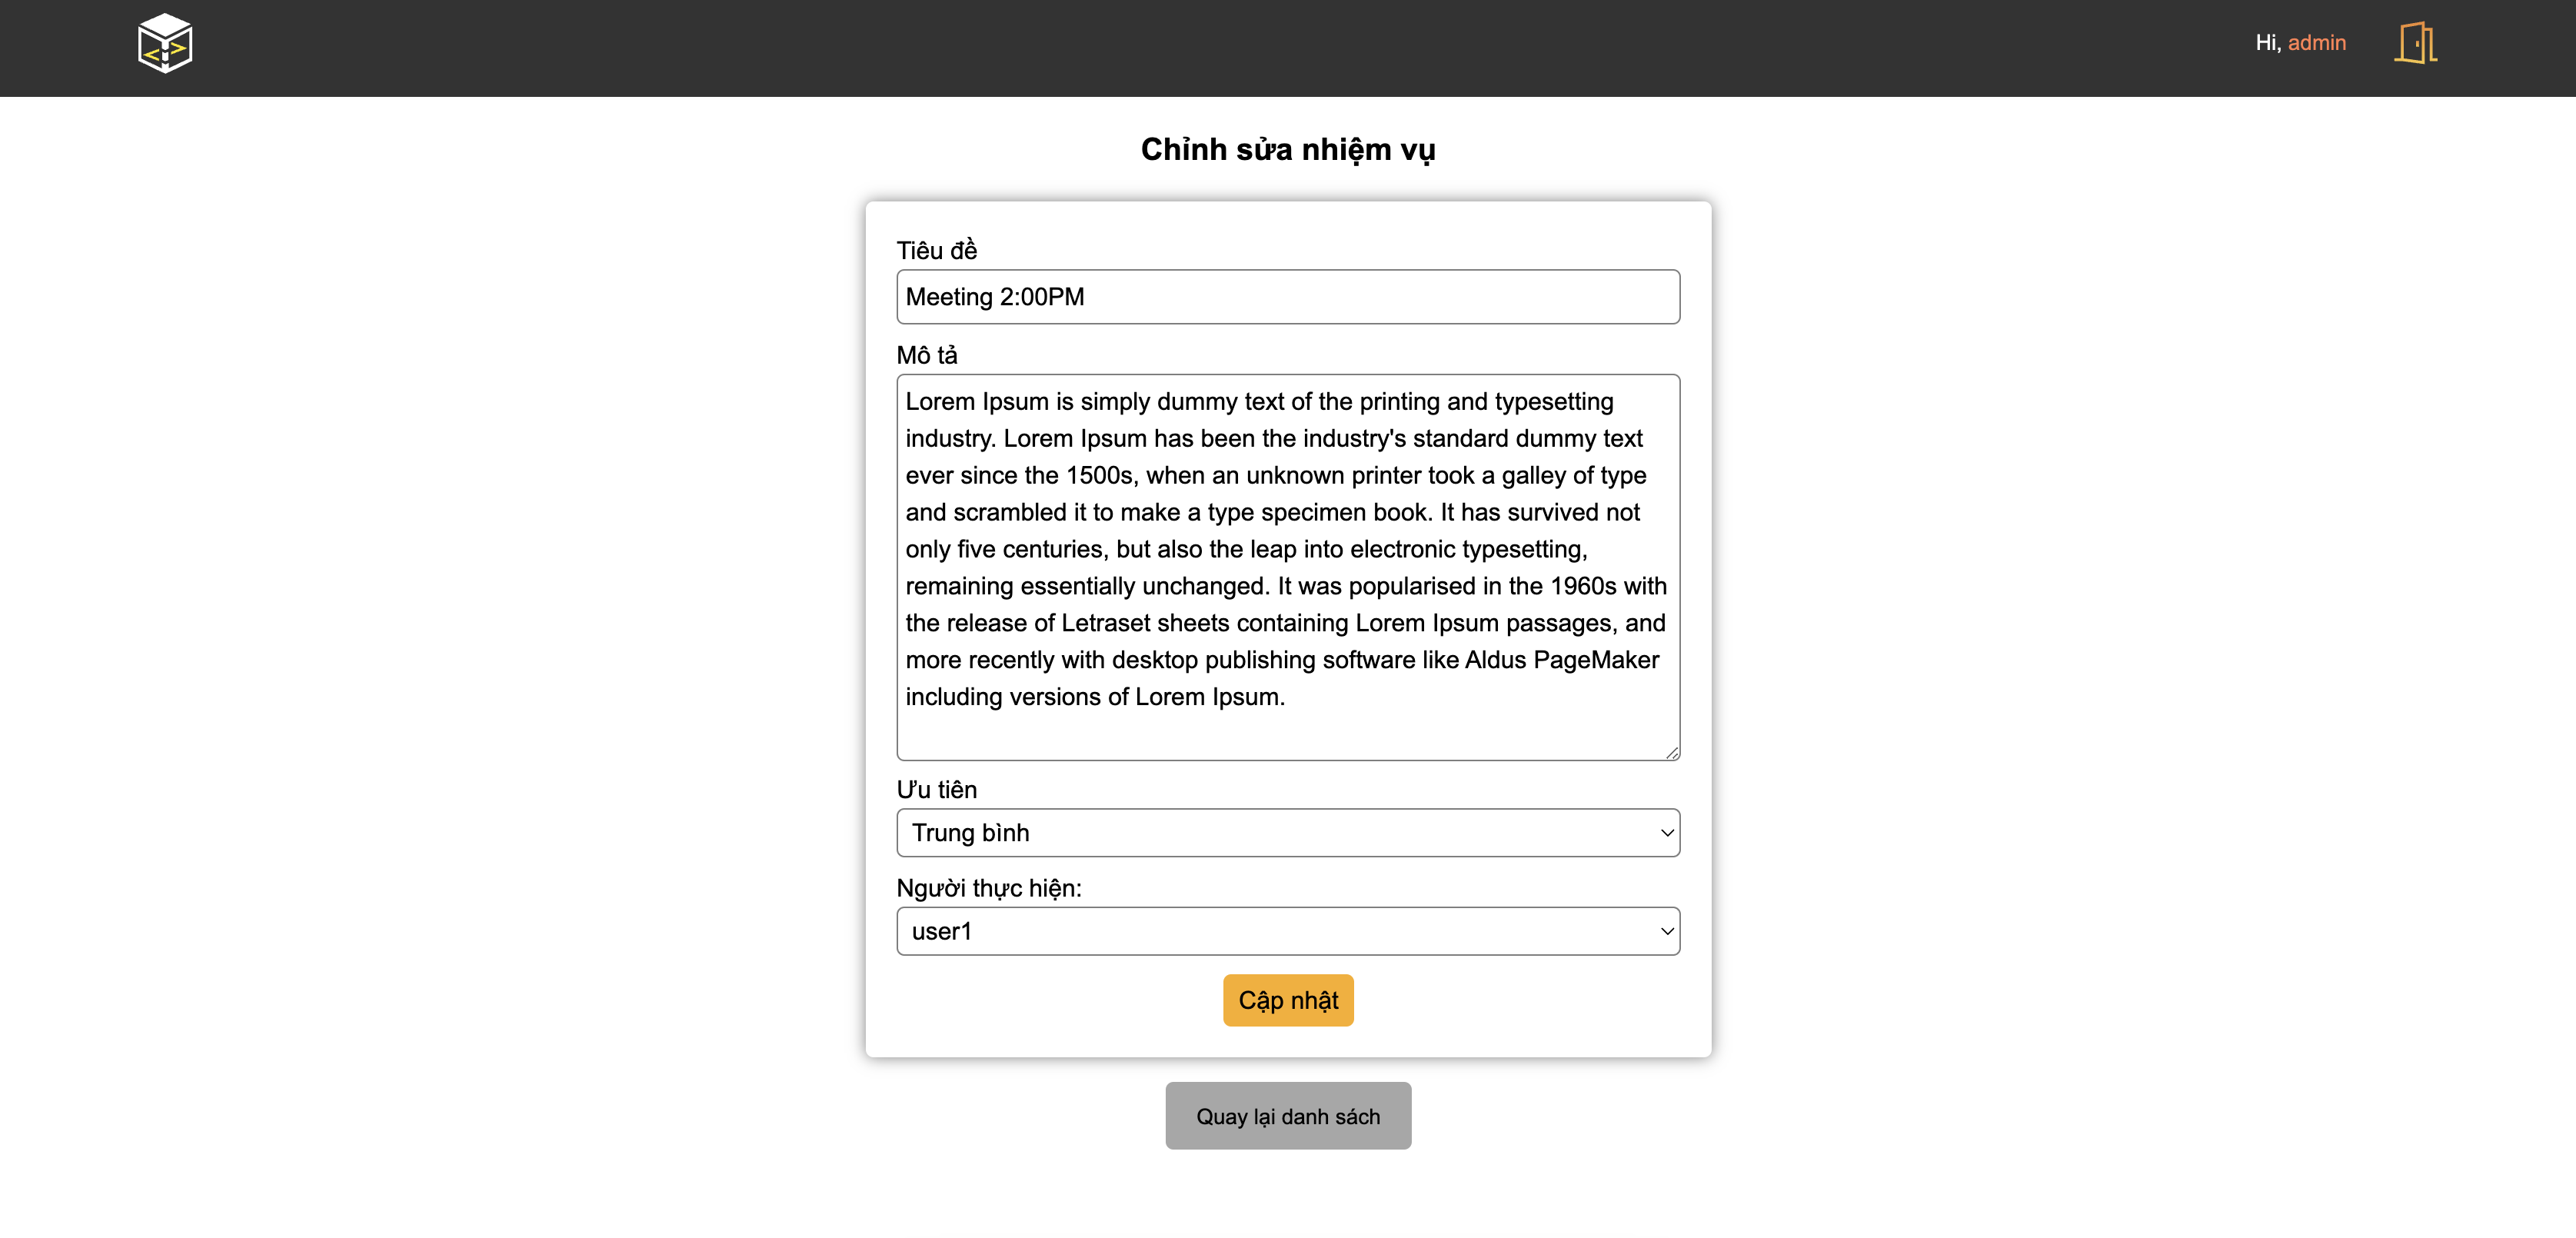 Hi, admin
Chỉnh sửa nhiệm vụ
Tiêu đề
Meeting 2:00PM
Mô tả
Lorem Ipsum is simply dummy text of the printing and typesetting
industry. Lorem Ipsum has been the industry's standard dummy text
ever since the 1500s, when an unknown printer took a galley of type
and scrambled it to make a type specimen book. It has survived not
only five centuries, but also the leap into electronic typesetting,
remaining essentially unchanged. It was popularised in the 1960s with
the release of Letraset sheets containing Lorem Ipsum passages, and
more recently with desktop publishing software like Aldus PageMaker
including versions of Lorem Ipsum.
Ưu tiên
Trung bình
Người thực hiện:
user1
Cập nhật
Quay lại danh sách